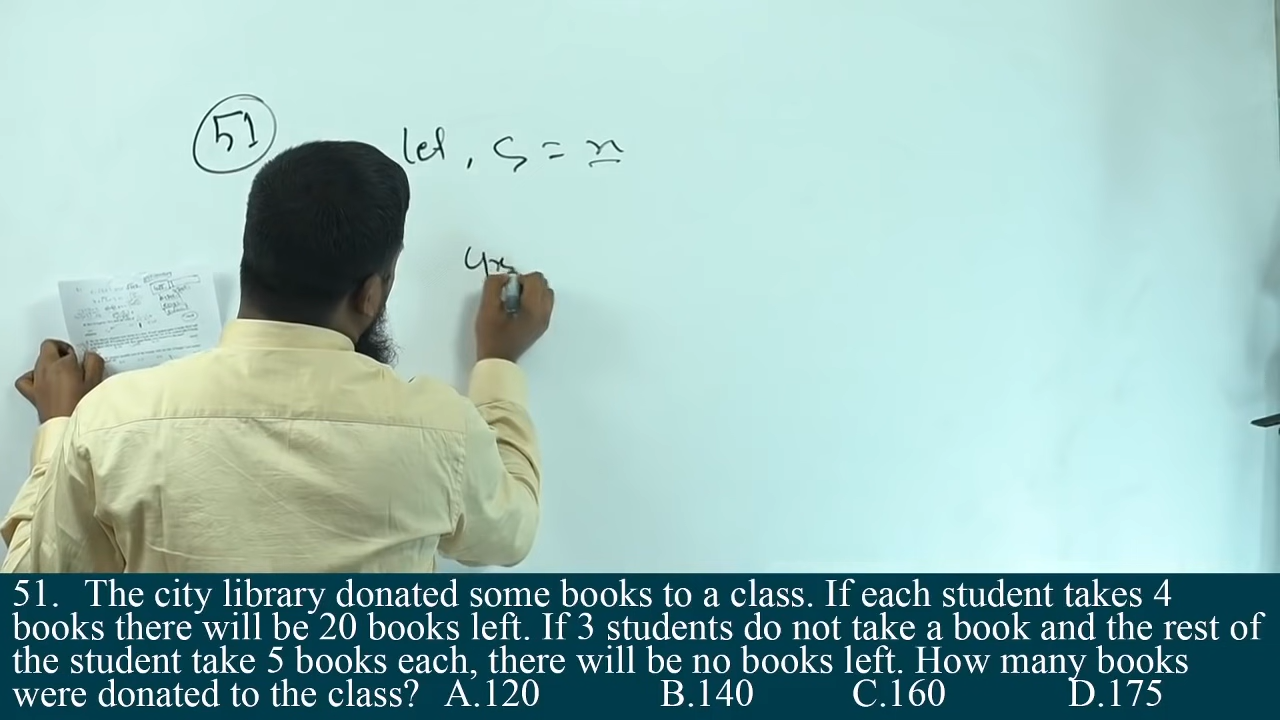 51
let, S = x
4x
51. The city library donated some books to a class. If each student takes 4
books there will be 20 books left. If 3 students do not take a book and the rest of
the student take 5 books each, there will be no books left. How many books
were donated to the class? A.120 B.140 C.160 D.175